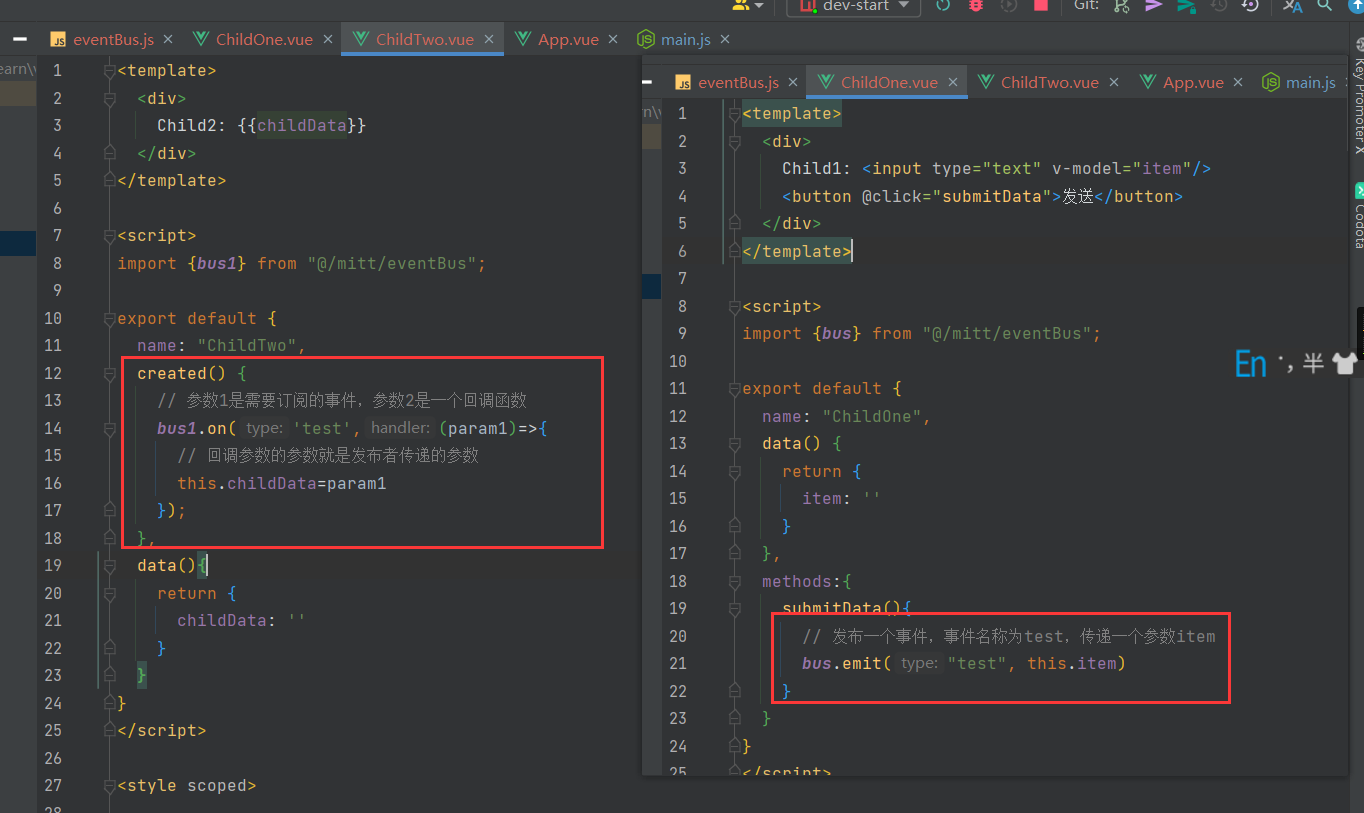 dev-start
Git:
eventBus.js
ChildOne.vue
ChildTwo.vue
App.vue
main.js
earn\v
1 <template>
2 <div>
3 Child2: {{childData}}
4 </div>
5 </template>
6
7 <script>
8 import {bus1} from "@/mitt/eventBus";
9
10 export default {
11 name: "ChildTwo",
12 created() {
13 // 参数1是需要订阅的事件，参数2是一个回调函数
14 bus1.on( type: 'test', handler: (param1)=>{
15 // 回调参数的参数就是发布者传递的参数
16 this.childData=param1
17 });
18 },
19 data(){
20 return {
21 childData: ''
22 }
23 }
24 }
25 </script>
26
27 <style scoped>
28
eventBus.js
ChildOne.vue
ChildTwo.vue
App.vue
main.js
1 <template>
2 <div>
3 Child1: <input type="text" v-model="item"/>
4 <button @click="submitData">发送</button>
5 </div>
6 </template>
7
8 <script>
9 import {bus} from "@/mitt/eventBus";
10
11 export default {
12 name: "ChildOne",
13 data() {
14 return {
15 item: ''
16 }
17 },
18 methods:{
19 submitData(){
20 // 发布一个事件，事件名称为test，传递一个参数item
21 bus.emit( type: "test", this.item)
22 }
23 }
24 }
25 </script>
Key Promoter X
Codota
En
半